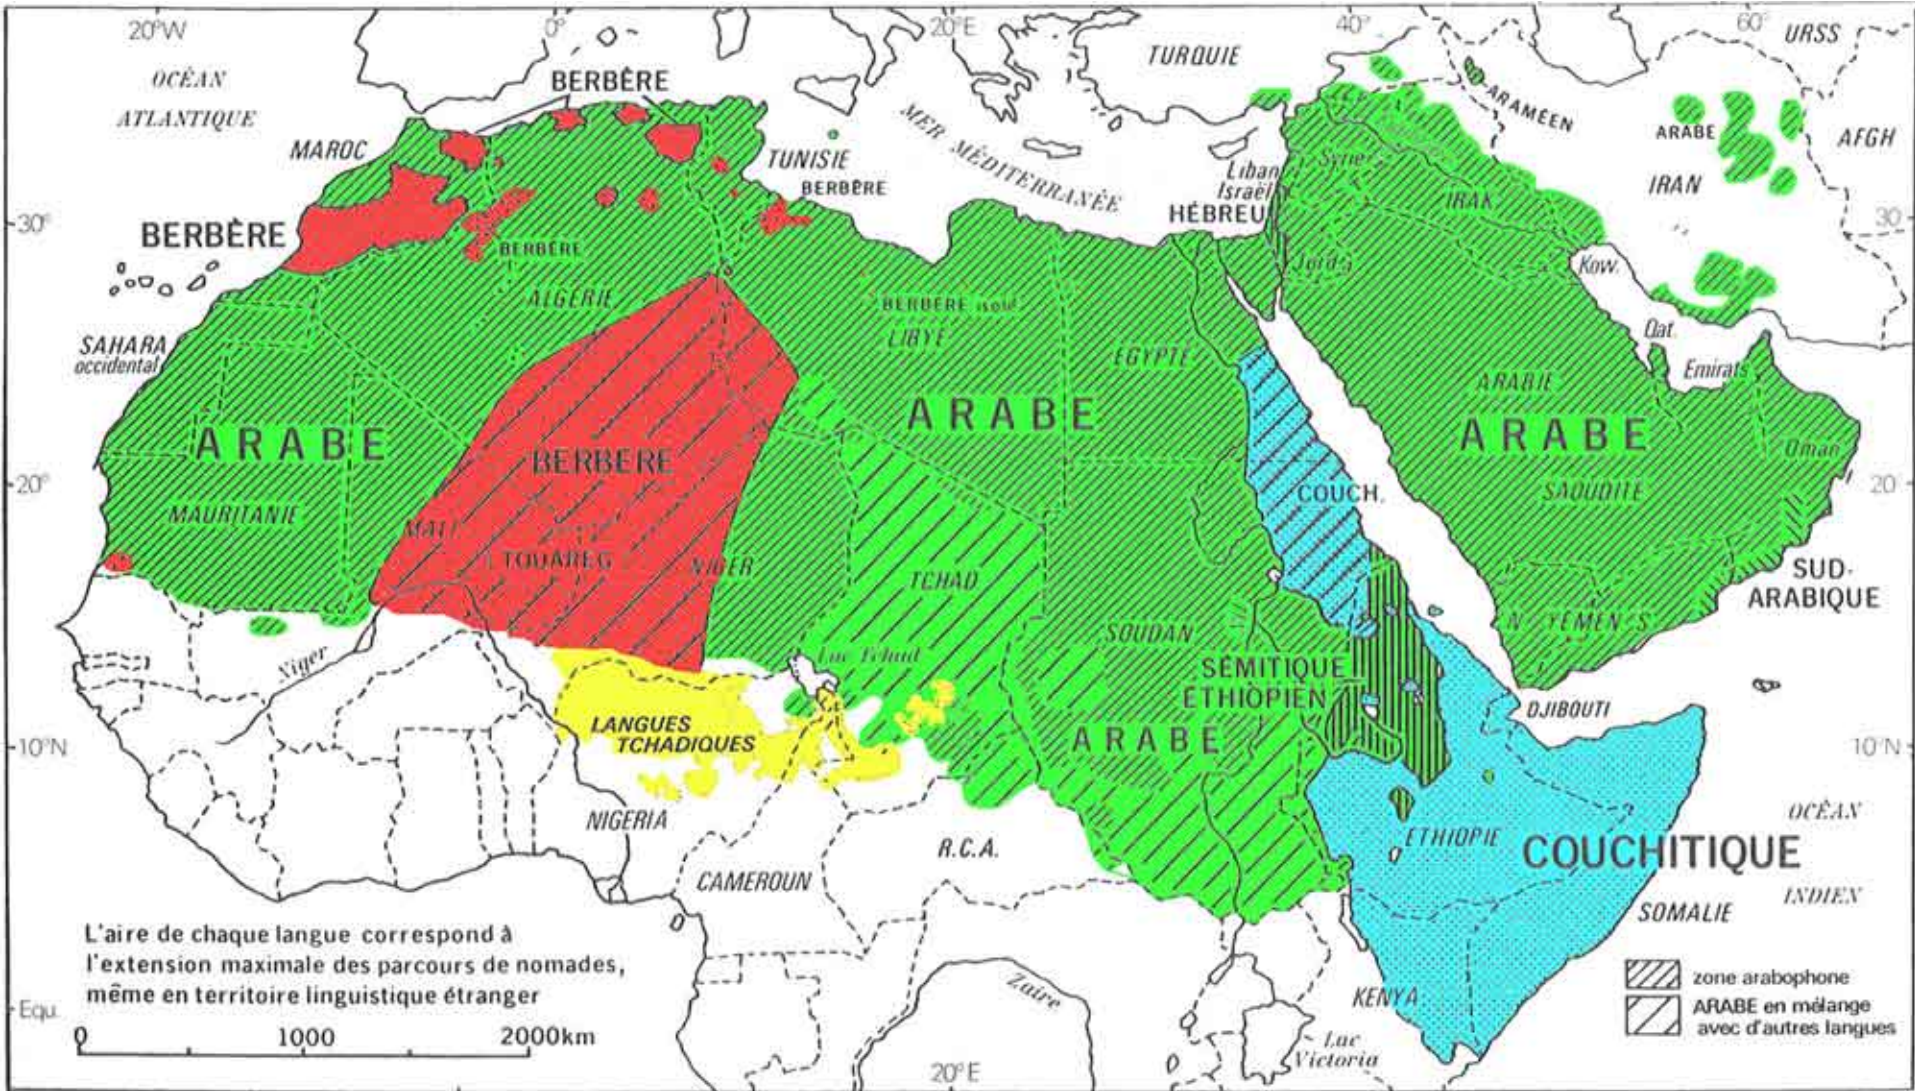 20°W
0°
20°E
40°
60°
URSS
OCÉAN
ATLANTIQUE
BERBÈRE
TURQUIE
ARAMÉEN
ARABE
AFGH
MAROC
TUNISIE
BERBÈRE
MER MÉDITERRANÉE
Liban
Israël
Syrie
IRAK
IRAN
HÉBREU
30°
30
BERBÈRE
BERBÈRE
ALGÉRIE
BERBÈRE isolé
LIBYE
EGYPTE
Kow.
Qat.
Emirats
SAHARA
occidental
ARABIE
ARABE
ARABE
ARABE
Oman
BERBÈRE
20°
20
COUCH.
SAOUDITE
MAURITANIE
MALI
TOUAREG
NIGER
TCHAD
SUD-
ARABIQUE
SOUDAN
N YEMEN S
Niger
Lac Tchad
SÉMITIQUE
ÉTHIOPIEN
DJIBOUTI
LANGUES
TCHADIQUES
ARABE
10°N
10°N
NIGERIA
ETHIOPIE
COUCHITIQUE
OCÉAN
INDIEN
R.C.A.
CAMEROUN
SOMALIE
L'aire de chaque langue correspond à
l'extension maximale des parcours de nomades,
même en territoire linguistique étranger
Zaire
KENYA
zone arabophone
ARABE en mélange
avec d'autres langues
Equ.
0 1000 2000km
Lac
Victoria
20°E